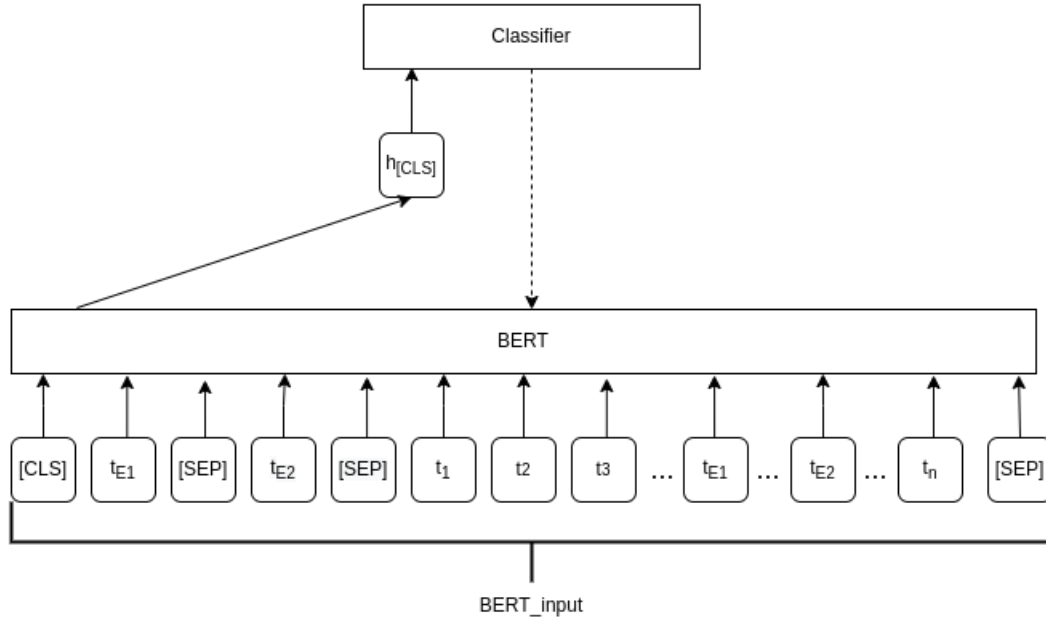 Classifier
h[CLS]
BERT
[CLS] tE1 [SEP] tE2 [SEP] t1 t2 t3 ... tE1 ... tE2 ... tn [SEP]
BERT_input